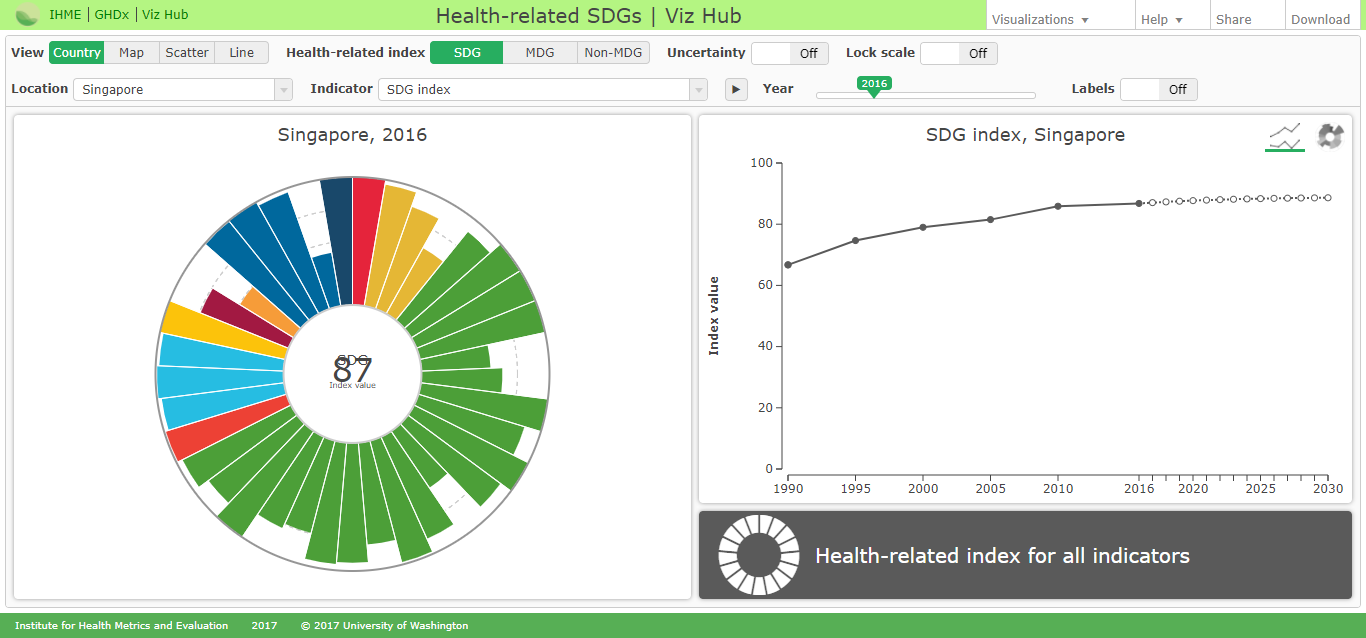 IHME | GHDx | Viz Hub
Health-related SDGs | Viz Hub
Visualizations ▼
Help ▼
Share
Download
View Country Map Scatter Line
Health-related index SDG MDG Non-MDG
Uncertainty Off
Lock scale Off
Location Singapore
Indicator SDG index
Year 2016
Labels Off
Singapore, 2016
SDG
87
Index value
SDG index, Singapore
Index value
100
80
60
40
20
0
1990 1995 2000 2005 2010 2016 2020 2025 2030
Health-related index for all indicators
Institute for Health Metrics and Evaluation 2017 © 2017 University of Washington